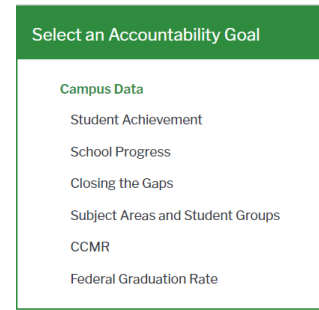 Select an Accountability Goal
Campus Data
Student Achievement
School Progress
Closing the Gaps
Subject Areas and Student Groups
CCMR
Federal Graduation Rate